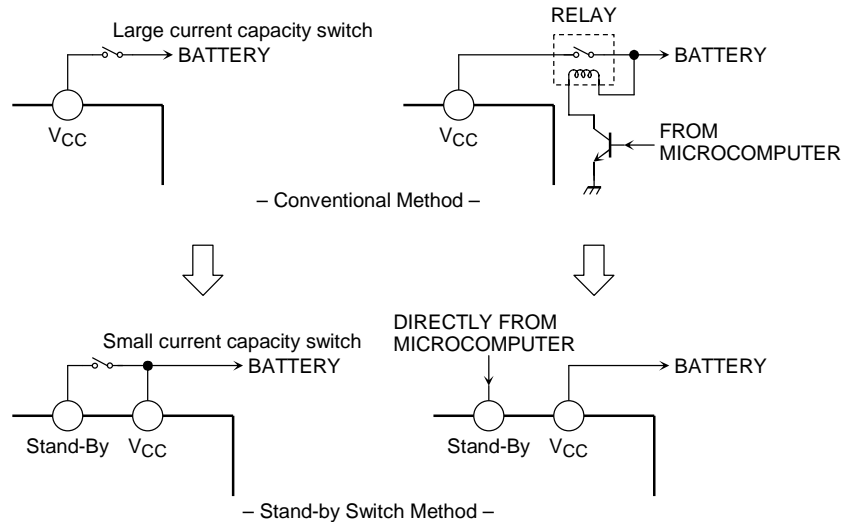 Large current capacity switch
BATTERY
VCC
RELAY
BATTERY
VCC
FROM
MICROCOMPUTER
– Conventional Method –
Small current capacity switch
BATTERY
Stand-By VCC
DIRECTLY FROM
MICROCOMPUTER
BATTERY
Stand-By VCC
– Stand-by Switch Method –